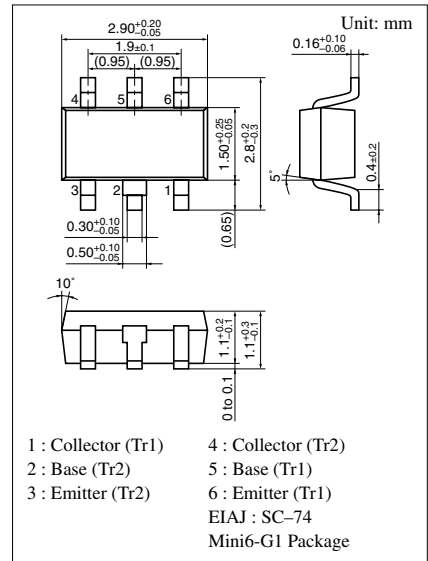 Unit: mm
2.90 +0.20 −0.05
1.9±0.1
(0.95) (0.95)
0.16 +0.10 −0.06
4 5 6
1.50 +0.25 −0.05
2.8 +0.2 −0.3
3 2 1
5°
0.4±0.2
(0.65)
0.30 +0.10 −0.05
0.50 +0.10 −0.05
10°
1.1 +0.2 −0.1
1.1 +0.3 −0.1
0 to 0.1
1 : Collector (Tr1)
2 : Base (Tr2)
3 : Emitter (Tr2)
4 : Collector (Tr2)
5 : Base (Tr1)
6 : Emitter (Tr1)
EIAJ : SC–74
Mini6-G1 Package